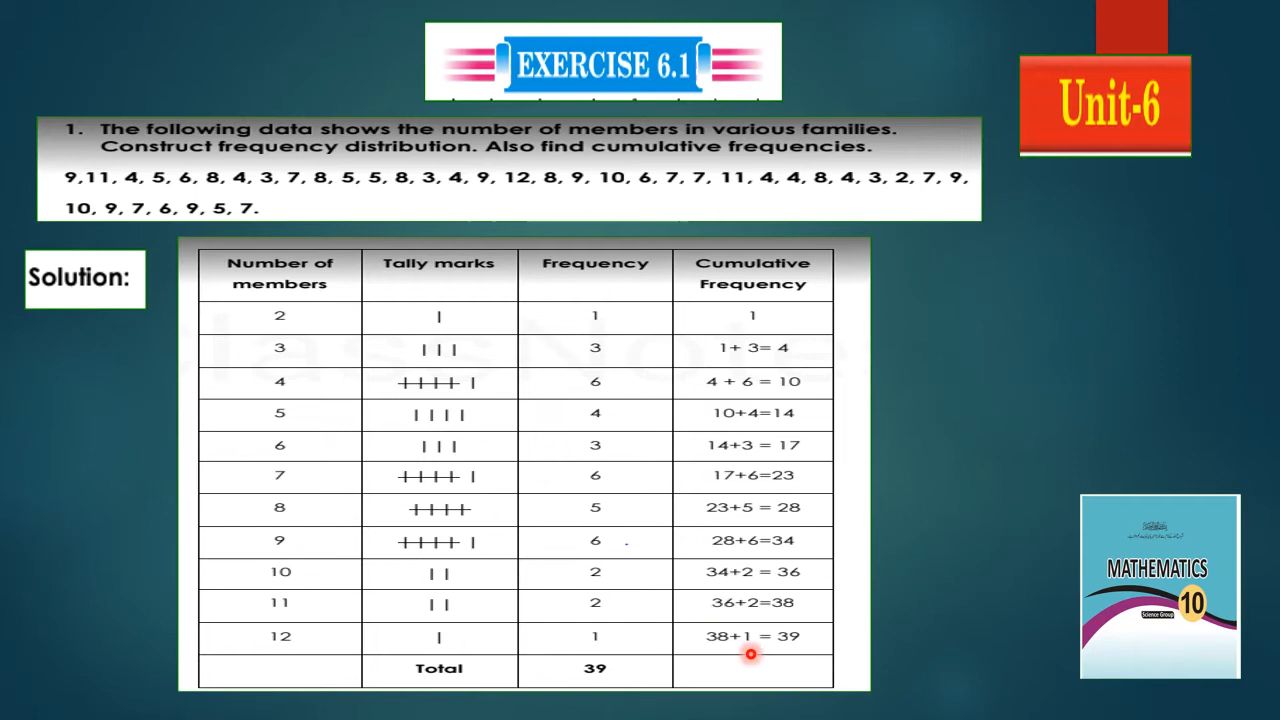 EXERCISE 6.1
Unit-6
1. The following data shows the number of members in various families.
Construct frequency distribution. Also find cumulative frequencies.
9,11, 4, 5, 6, 8, 4, 3, 7, 8, 5, 5, 8, 3, 4, 9, 12, 8, 9, 10, 6, 7, 7, 11, 4, 4, 8, 4, 3, 2, 7, 9,
10, 9, 7, 6, 9, 5, 7.
Solution:
Number of members Tally marks Frequency Cumulative Frequency
2 | 1 1
3 ||| 3 1+ 3= 4
4 6 4 + 6 = 10
5 |||| 4 10+4=14
6 ||| 3 14+3 = 17
7 6 17+6=23
8 5 23+5 = 28
9 6 28+6=34
10 || 2 34+2 = 36
11 || 2 36+2=38
12 | 1 38+1 = 39
Total 39
MATHEMATICS
10
Science Group